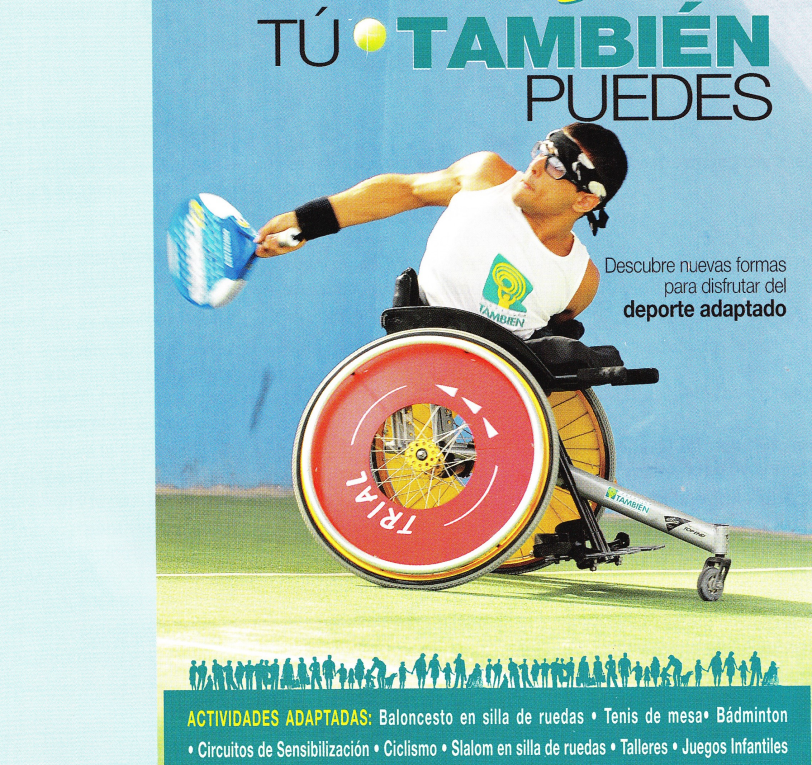 TÚ TAMBIÉN
PUEDES
Descubre nuevas formas
para disfrutar del
deporte adaptado
TAMBIÉN
TRIAL
TAMBIÉN
ACTIVIDADES ADAPTADAS: Baloncesto en silla de ruedas • Tenis de mesa• Bádminton
• Circuitos de Sensibilización • Ciclismo • Slalom en silla de ruedas • Talleres • Juegos Infantiles